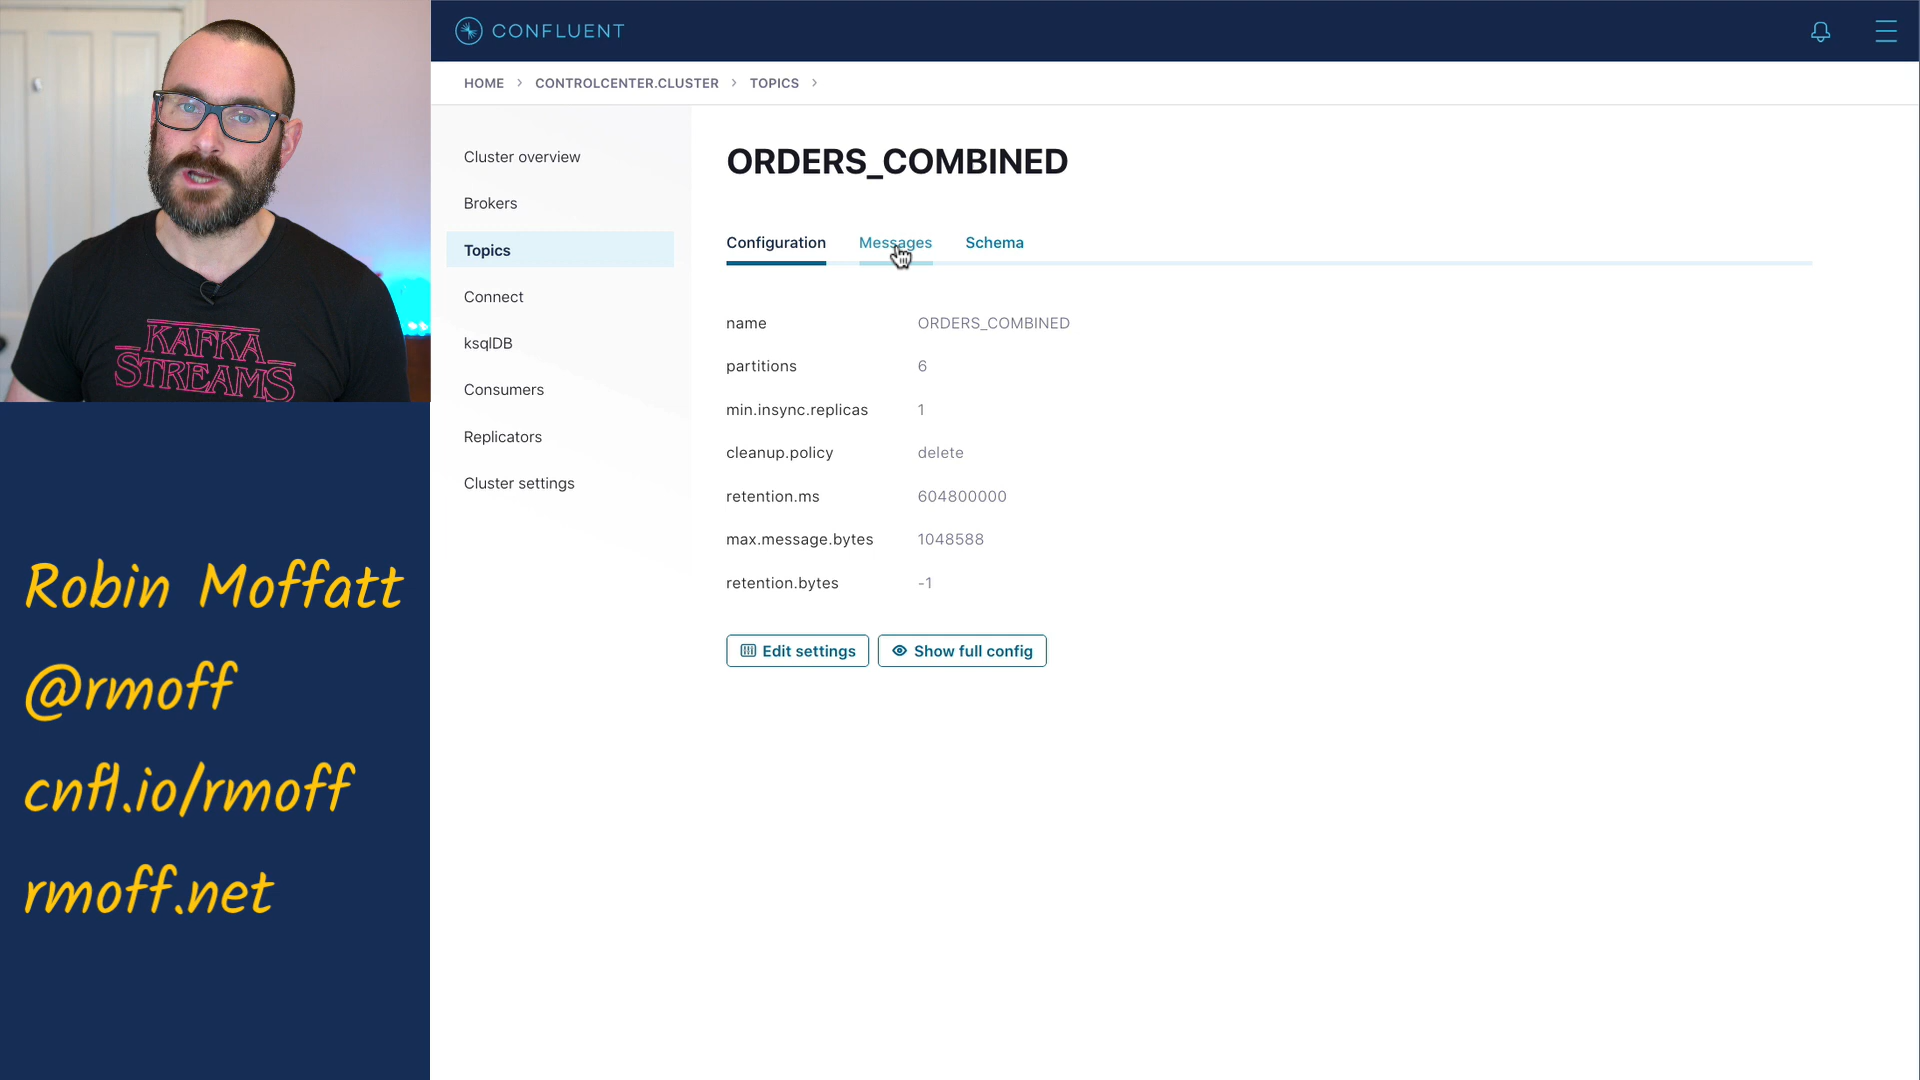 KAFKA
STREAMS
Robin Moffatt
@rmoff
cnfl.io/rmoff
rmoff.net
CONFLUENT
HOME > CONTROLCENTER.CLUSTER > TOPICS >
Cluster overview
Brokers
Topics
Connect
ksqlDB
Consumers
Replicators
Cluster settings
ORDERS_COMBINED
Configuration Messages Schema
name ORDERS_COMBINED
partitions 6
min.insync.replicas 1
cleanup.policy delete
retention.ms 604800000
max.message.bytes 1048588
retention.bytes -1
Edit settings Show full config